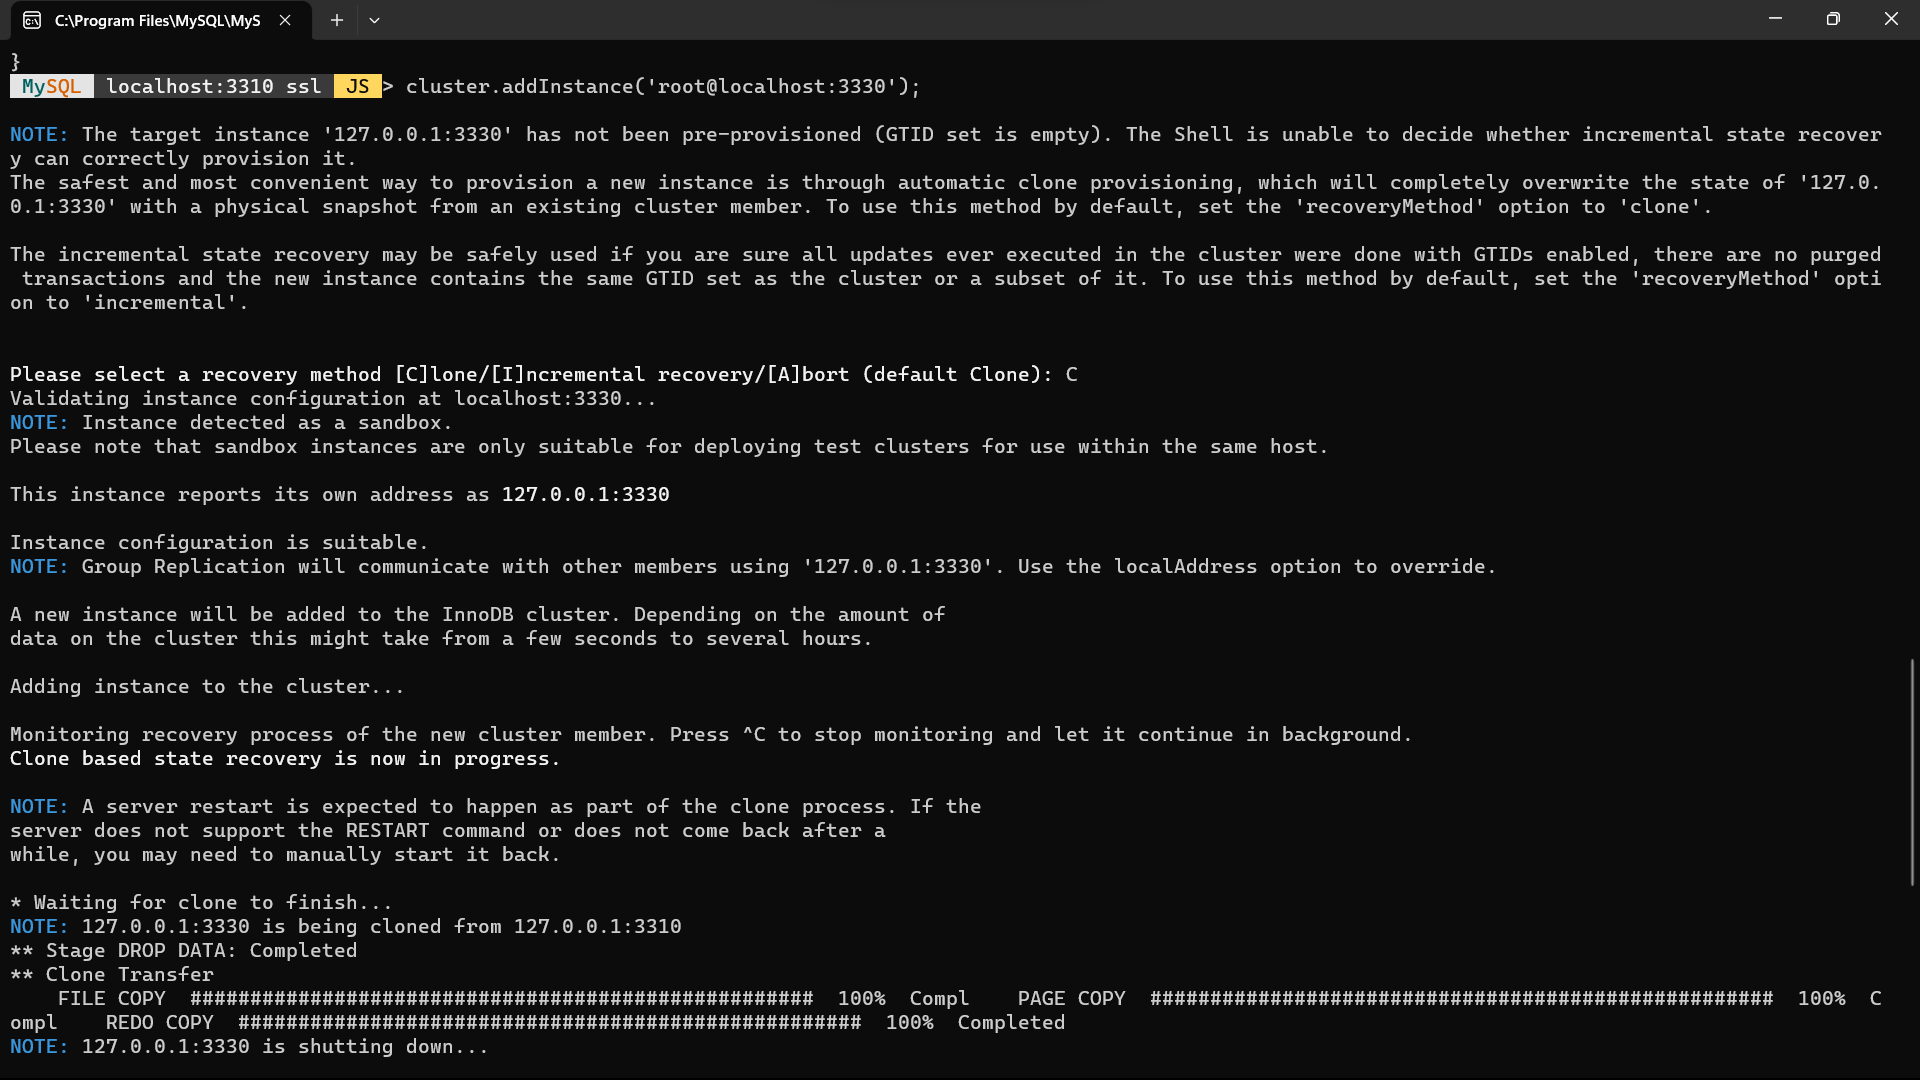 C:\Program Files\MySQL\MyS
}
MySQL localhost:3310 ssl JS > cluster.addInstance('root@localhost:3330');
NOTE: The target instance '127.0.0.1:3330' has not been pre-provisioned (GTID set is empty). The Shell is unable to decide whether incremental state recover
y can correctly provision it.
The safest and most convenient way to provision a new instance is through automatic clone provisioning, which will completely overwrite the state of '127.0.
0.1:3330' with a physical snapshot from an existing cluster member. To use this method by default, set the 'recoveryMethod' option to 'clone'.
The incremental state recovery may be safely used if you are sure all updates ever executed in the cluster were done with GTIDs enabled, there are no purged
 transactions and the new instance contains the same GTID set as the cluster or a subset of it. To use this method by default, set the 'recoveryMethod' opti
on to 'incremental'.
Please select a recovery method [C]lone/[I]ncremental recovery/[A]bort (default Clone): C
Validating instance configuration at localhost:3330...
NOTE: Instance detected as a sandbox.
Please note that sandbox instances are only suitable for deploying test clusters for use within the same host.
This instance reports its own address as 127.0.0.1:3330
Instance configuration is suitable.
NOTE: Group Replication will communicate with other members using '127.0.0.1:3330'. Use the localAddress option to override.
A new instance will be added to the InnoDB cluster. Depending on the amount of
data on the cluster this might take from a few seconds to several hours.
Adding instance to the cluster...
Monitoring recovery process of the new cluster member. Press ^C to stop monitoring and let it continue in background.
Clone based state recovery is now in progress.
NOTE: A server restart is expected to happen as part of the clone process. If the
server does not support the RESTART command or does not come back after a
while, you may need to manually start it back.
* Waiting for clone to finish...
NOTE: 127.0.0.1:3330 is being cloned from 127.0.0.1:3310
** Stage DROP DATA: Completed
** Clone Transfer
    FILE COPY  ####################################################  100%  Compl    PAGE COPY  ####################################################  100%  C
ompl    REDO COPY  ####################################################  100%  Completed
NOTE: 127.0.0.1:3330 is shutting down...